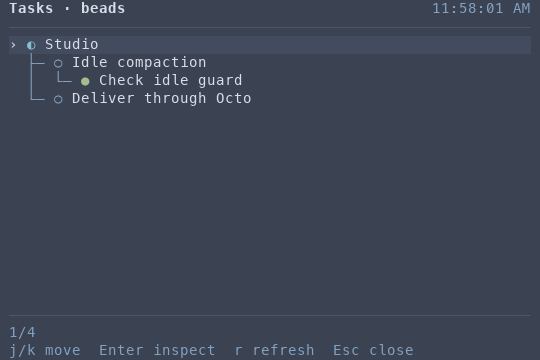 Tasks · beads 11:58:01 AM
› ◐ Studio
├─ ○ Idle compaction
│ └─ ● Check idle guard
└─ ○ Deliver through Octo
1/4
j/k move Enter inspect r refresh Esc close